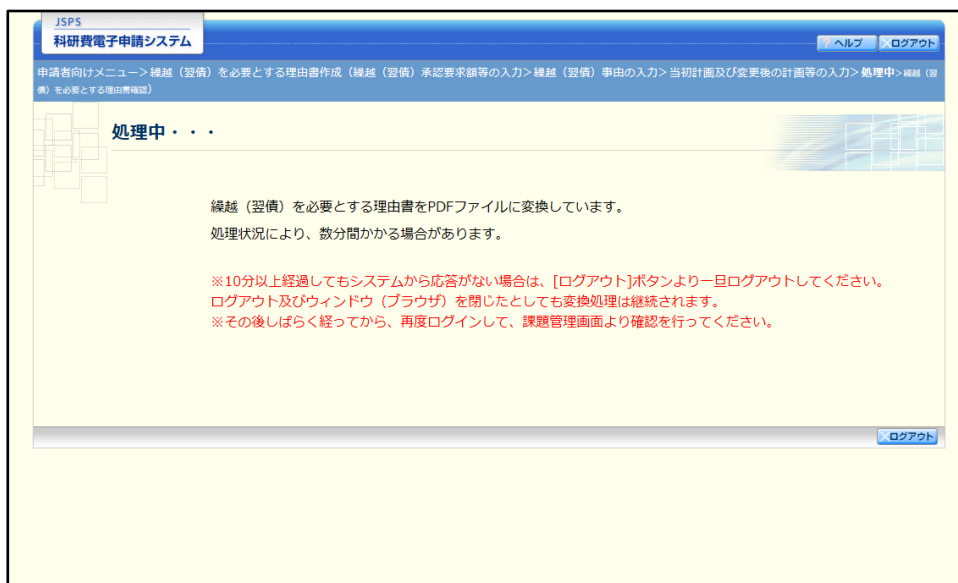 JSPS
科研費電子申請システム
ヘルプ ログアウト
申請者向けメニュー＞繰越（翌債）を必要とする理由書作成（繰越（翌債）承認要求額等の入力＞繰越（翌債）事由の入力＞当初計画及び変更後の計画等の入力＞処理中＞繰越（翌
債）を必要とする理由書確認）
処理中・・・
繰越（翌債）を必要とする理由書をPDFファイルに変換しています。
処理状況により、数分間かかる場合があります。
※10分以上経過してもシステムから応答がない場合は、[ログアウト]ボタンより一旦ログアウトしてください。
ログアウト及びウィンドウ（ブラウザ）を閉じたとしても変換処理は継続されます。
※その後しばらく経ってから、再度ログインして、課題管理画面より確認を行ってください。
ログアウト